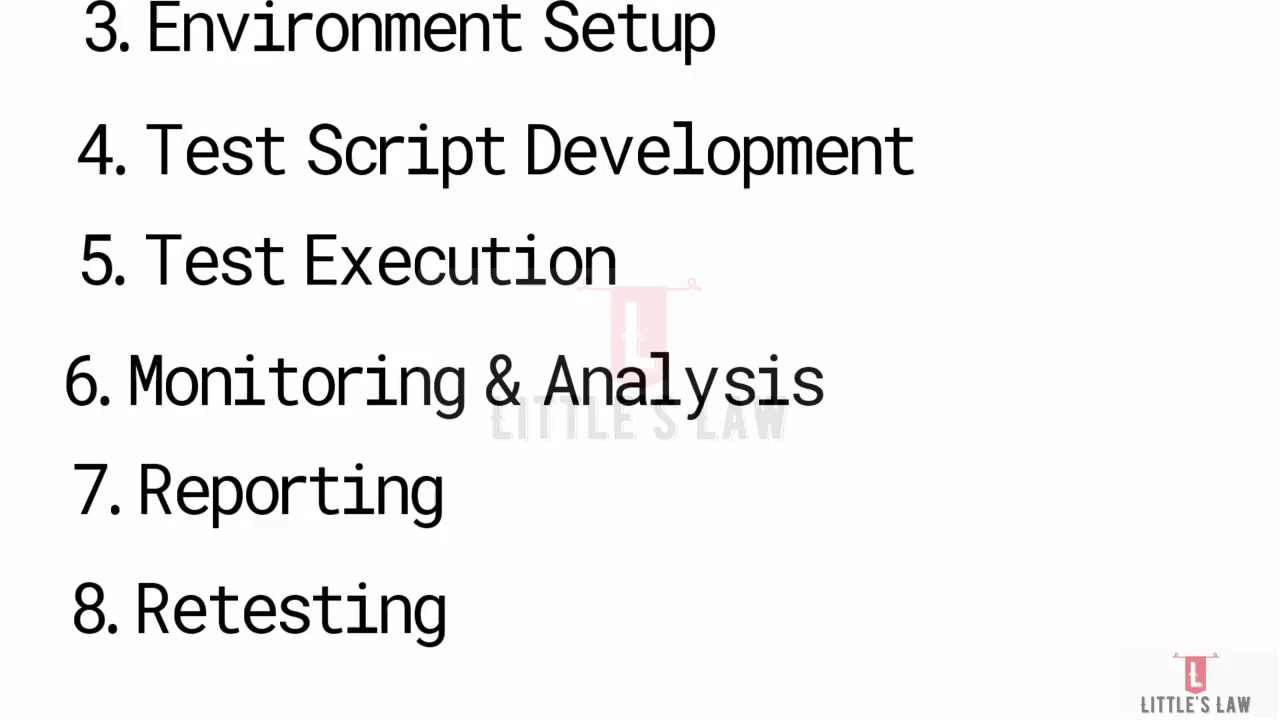 3. Environment Setup
4. Test Script Development
5. Test Execution
6. Monitoring & Analysis
LITTLE'S LAW
7. Reporting
8. Retesting
L
LITTLE'S LAW